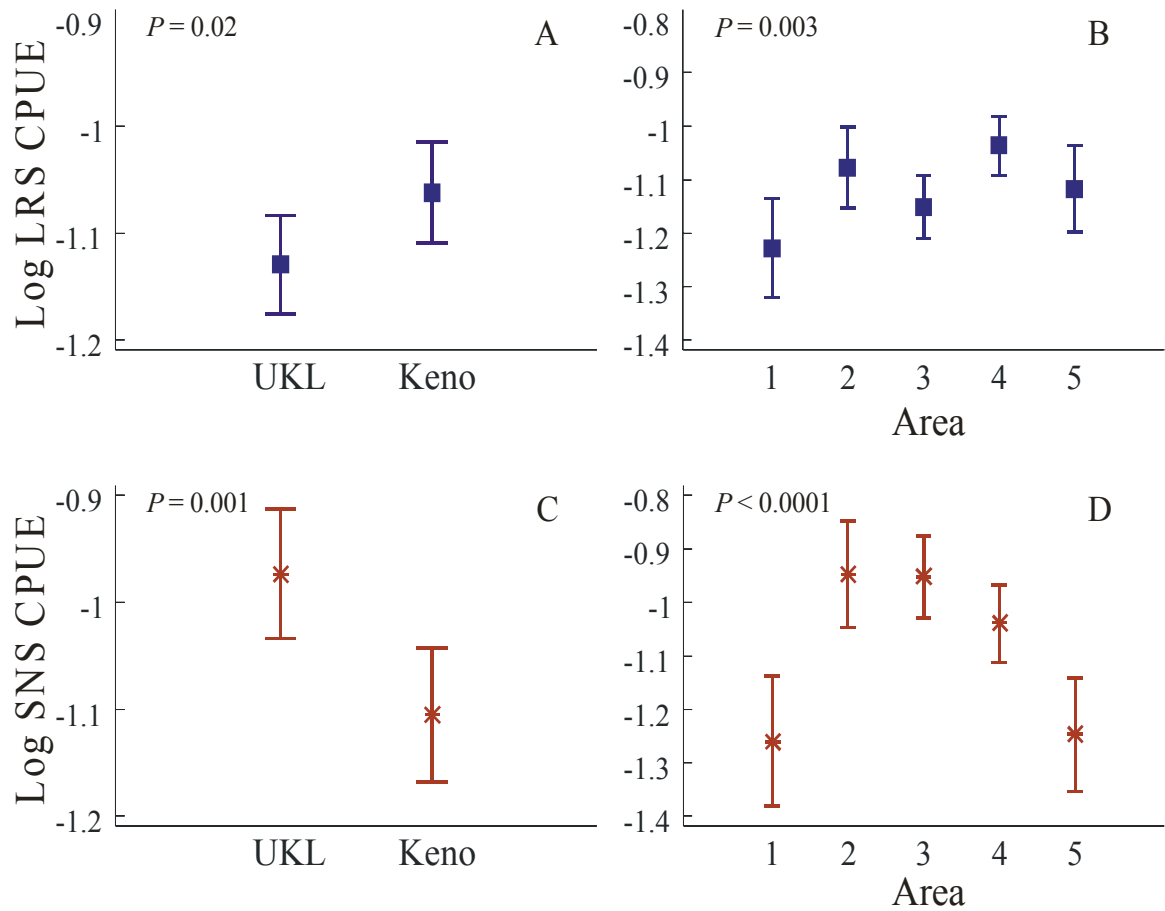 -0.9
P = 0.02
A
-1
-1.1
-1.2
Log LRS CPUE
UKL Keno
-0.8
P = 0.003
B
-0.9
-1
-1.1
-1.2
-1.3
-1.4
1 2 3 4 5
Area
-0.9
P = 0.001
C
-1
-1.1
-1.2
Log SNS CPUE
UKL Keno
-0.8
P < 0.0001
D
-0.9
-1
-1.1
-1.2
-1.3
-1.4
1 2 3 4 5
Area